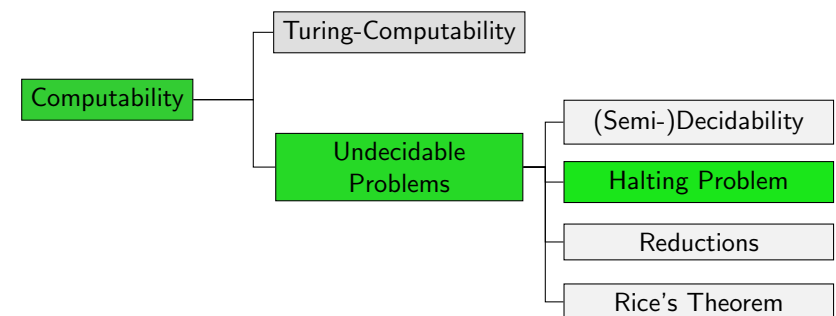 Turing-Computability
Computability
Undecidable
Problems
(Semi-)Decidability
Halting Problem
Reductions
Rice's Theorem